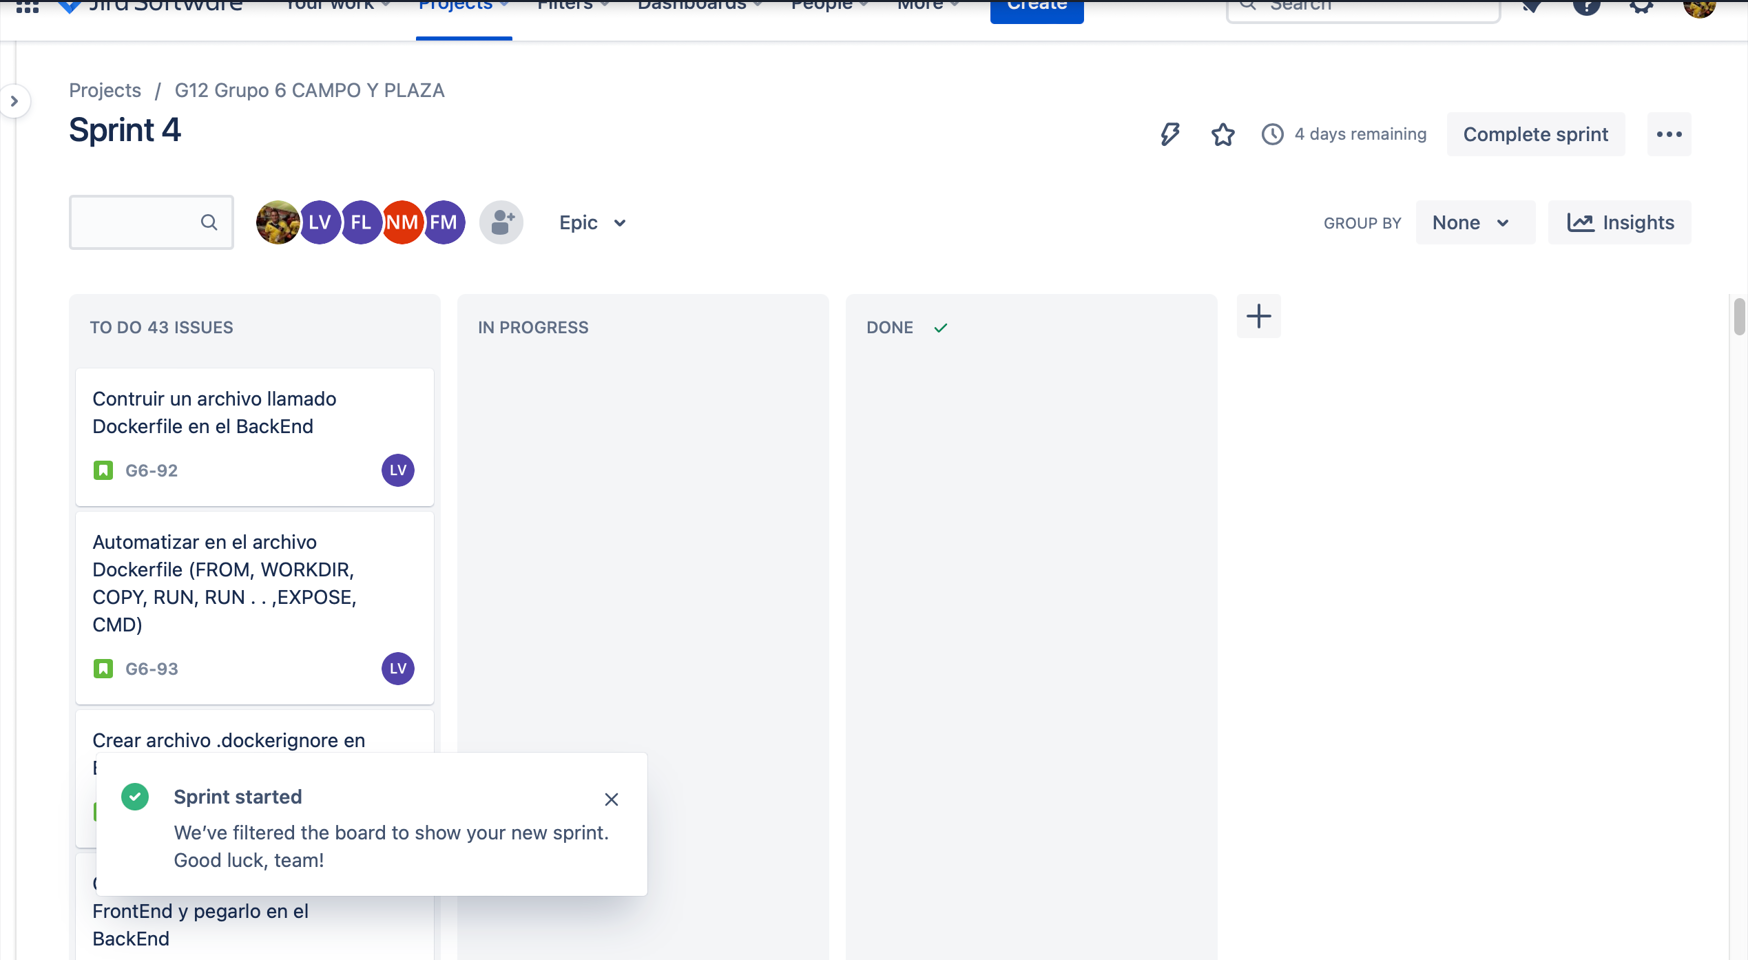 Jira Software
Your work
Projects
Filters
Dashboards
People
More
Create
Search
Projects / G12 Grupo 6 CAMPO Y PLAZA
Sprint 4
4 days remaining
Complete sprint
LV
FL
NM
FM
Epic
GROUP BY
None
Insights
TO DO 43 ISSUES
IN PROGRESS
DONE
Contruir un archivo llamado
Dockerfile en el BackEnd
G6-92
LV
Automatizar en el archivo
Dockerfile (FROM, WORKDIR,
COPY, RUN, RUN . . ,EXPOSE,
CMD)
G6-93
LV
Crear archivo .dockerignore en
Sprint started
We’ve filtered the board to show your new sprint.
Good luck, team!
FrontEnd y pegarlo en el
BackEnd